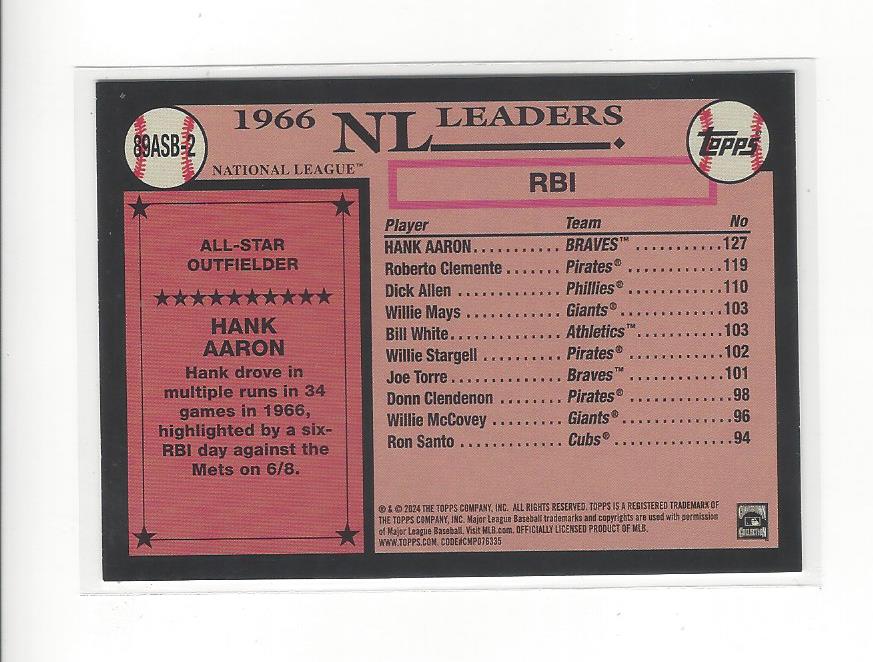 89ASB-2
1966 NL LEADERS
NATIONAL LEAGUE™
TOPPS
RBI
ALL-STAR
OUTFIELDER
HANK
AARON
Hank drove in
multiple runs in 34
games in 1966,
highlighted by a six-
RBI day against the
Mets on 6/8.
Player Team No
HANK AARON........... BRAVES™ ...........127
Roberto Clemente ....... Pirates® ..............119
Dick Allen .............. Phillies® .............110
Willie Mays ............. Giants® ..............103
Bill White............... Athletics™............103
Willie Stargell ........... Pirates® .............102
Joe Torre ............... Braves™ .............101
Donn Clendenon ........ Pirates® ..............98
Willie McCovey ......... Giants®...............96
Ron Santo .............. Cubs® ................94
® & © 2024 THE TOPPS COMPANY, INC. ALL RIGHTS RESERVED. TOPPS IS A REGISTERED TRADEMARK OF
THE TOPPS COMPANY, INC. Major League Baseball trademarks and copyrights are used with permission
of Major League Baseball. Visit MLB.com. OFFICIALLY LICENSED PRODUCT OF MLB.
WWW.TOPPS.COM. CODE#CMP076335
COOPERSTOWN
COLLECTION